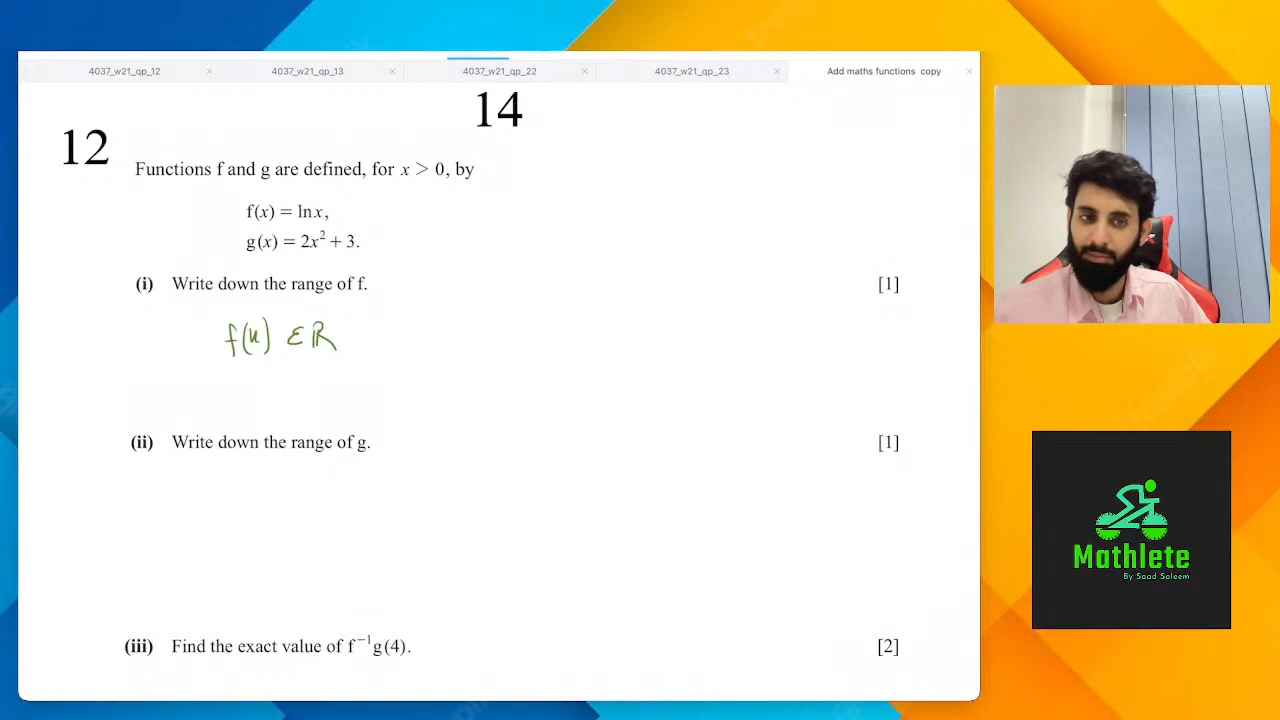 4037_w21_qp_12 × 4037_w21_qp_13 × 4037_w21_qp_22 × 4037_w21_qp_23 × Add maths functions copy ×
14
12
Functions f and g are defined, for x > 0, by
f(x) = ln x,
g(x) = 2x² + 3.
(i) Write down the range of f. [1]
f(x) ∈ ℝ
(ii) Write down the range of g. [1]
(iii) Find the exact value of f⁻¹g(4). [2]
Mathlete
By Saad Saleem